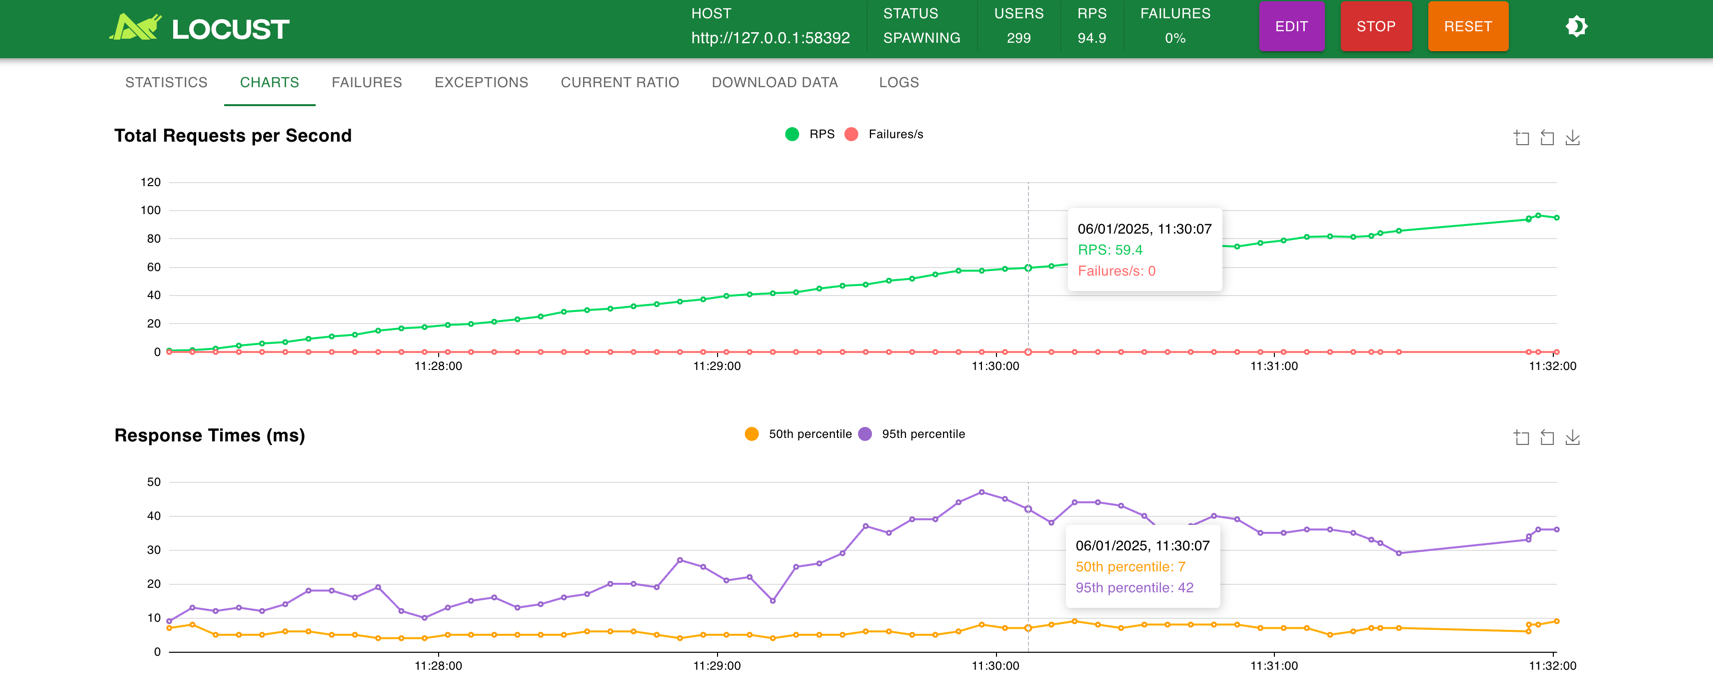 LOCUST
HOST
http://127.0.0.1:58392
STATUS
SPAWNING
USERS
299
RPS
94.9
FAILURES
0%
EDIT
STOP
RESET
STATISTICS CHARTS FAILURES EXCEPTIONS CURRENT RATIO DOWNLOAD DATA LOGS
Total Requests per Second
RPS Failures/s
120
100
80
60
40
20
0
06/01/2025, 11:30:07
RPS: 59.4
Failures/s: 0
11:28:00 11:29:00 11:30:00 11:31:00 11:32:00
Response Times (ms)
50th percentile 95th percentile
50
40
30
20
10
0
06/01/2025, 11:30:07
50th percentile: 7
95th percentile: 42
11:28:00 11:29:00 11:30:00 11:31:00 11:32:00